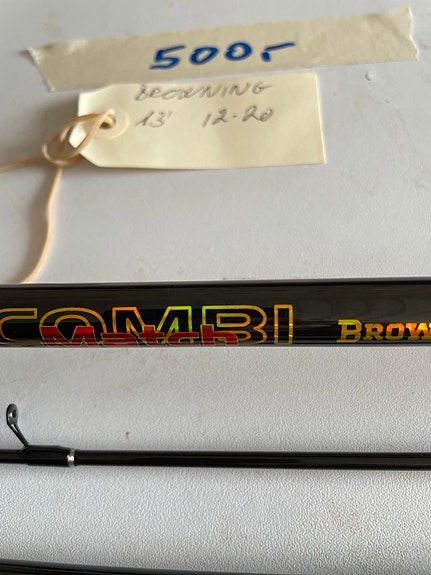 500,-
BROWNING
13' 12-20
COMBI BROW
Match